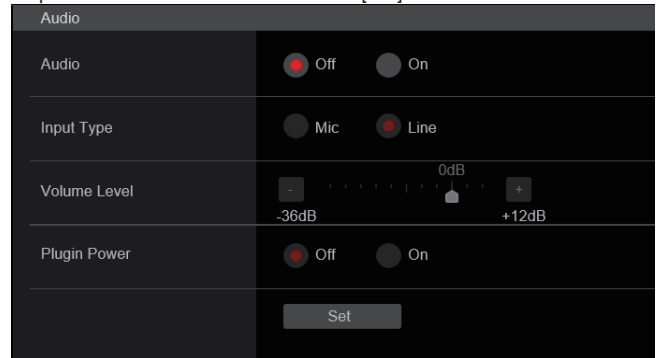 Audio
Audio Off On
Input Type Mic Line
0dB
Volume Level - +
-36dB +12dB
Plugin Power Off On
Set